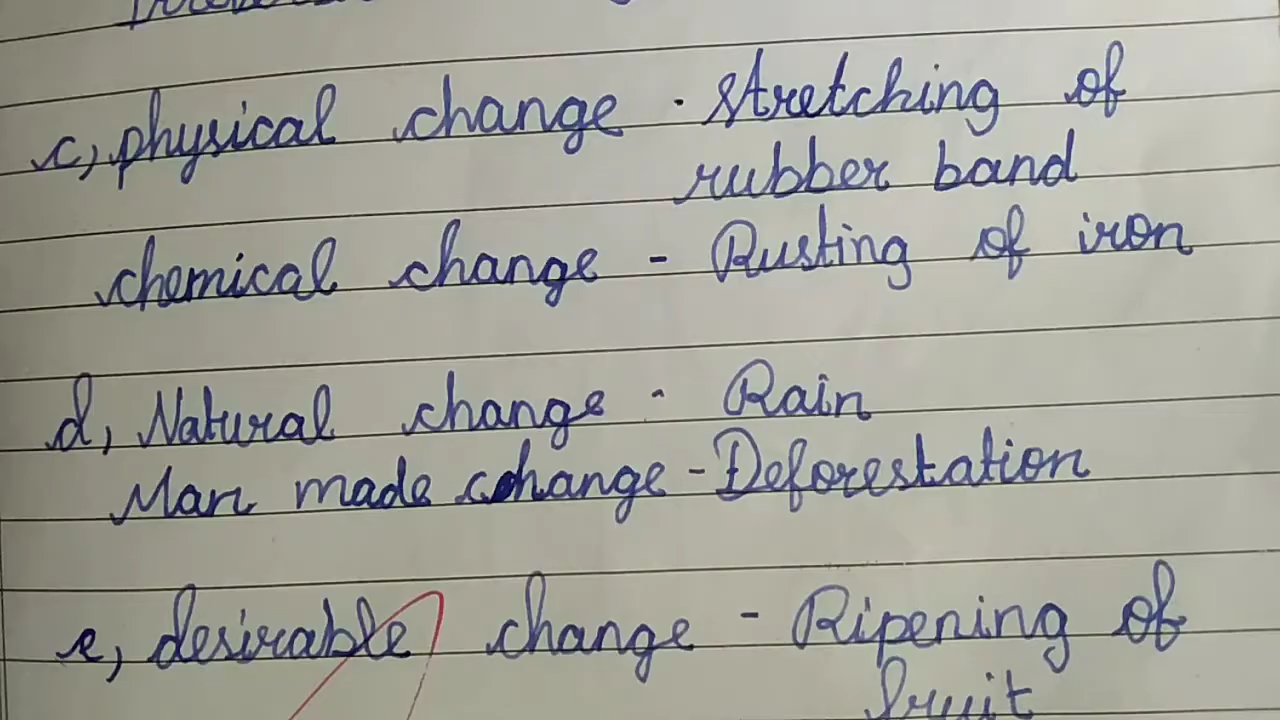 c, physical change - stretching of
rubber band
chemical change - Rusting of iron
d, Natural change - Rain
Man made change - Deforestation
e, desirable change - Ripening of
fruit